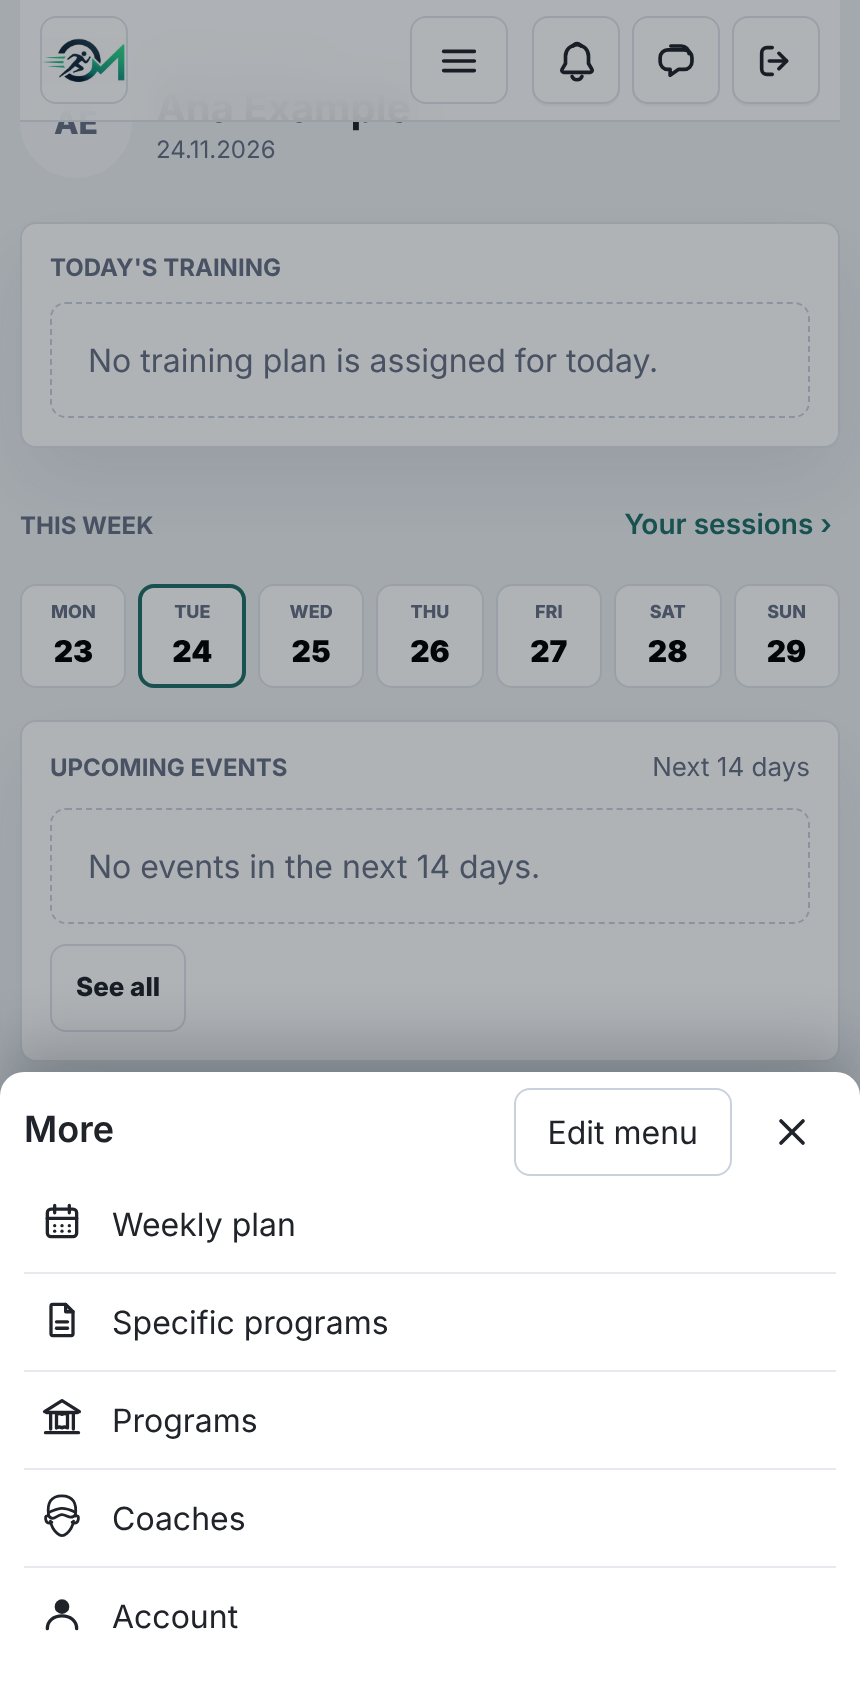 Ana Example
AE
24.11.2026
TODAY'S TRAINING
No training plan is assigned for today.
THIS WEEK
Your sessions ›
MON TUE WED THU FRI SAT SUN
23 24 25 26 27 28 29
UPCOMING EVENTS
Next 14 days
No events in the next 14 days.
See all
More
Edit menu
Weekly plan
Specific programs
Programs
Coaches
Account